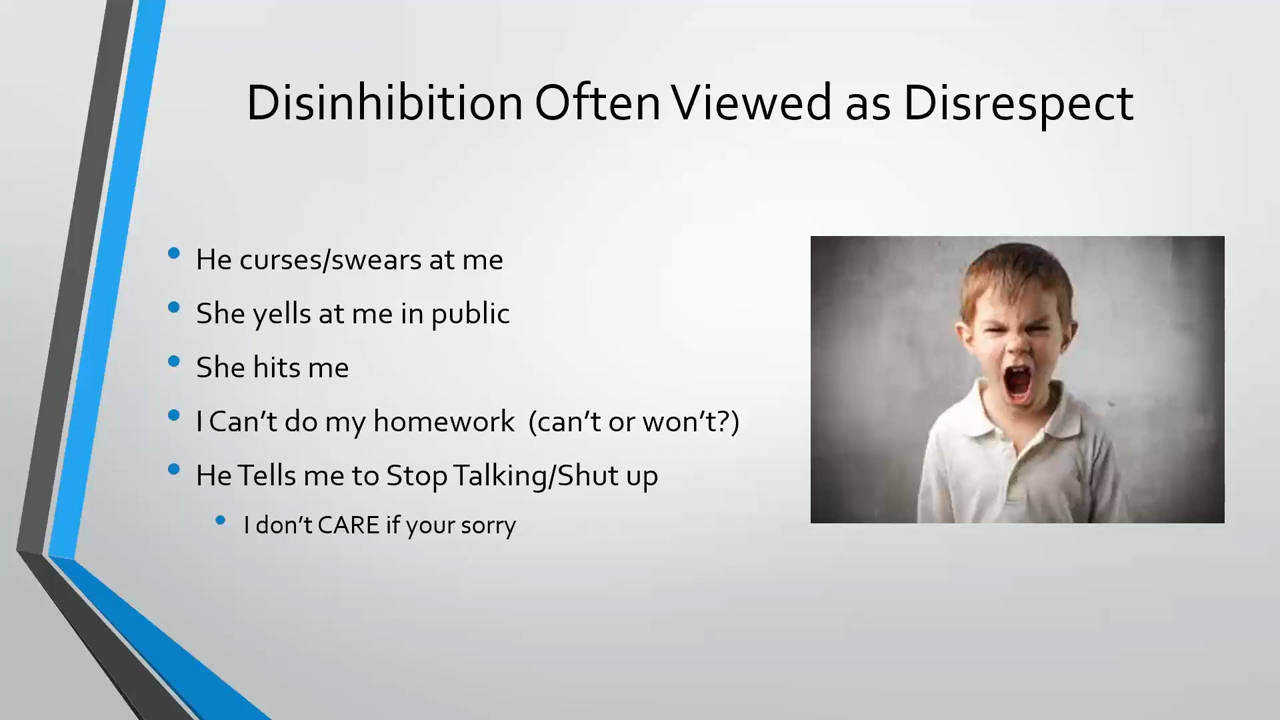 Disinhibition Often Viewed as Disrespect
He curses/swears at me
She yells at me in public
She hits me
I Can’t do my homework  (can’t or won’t?)
He Tells me to Stop Talking/Shut up
I don’t CARE if your sorry